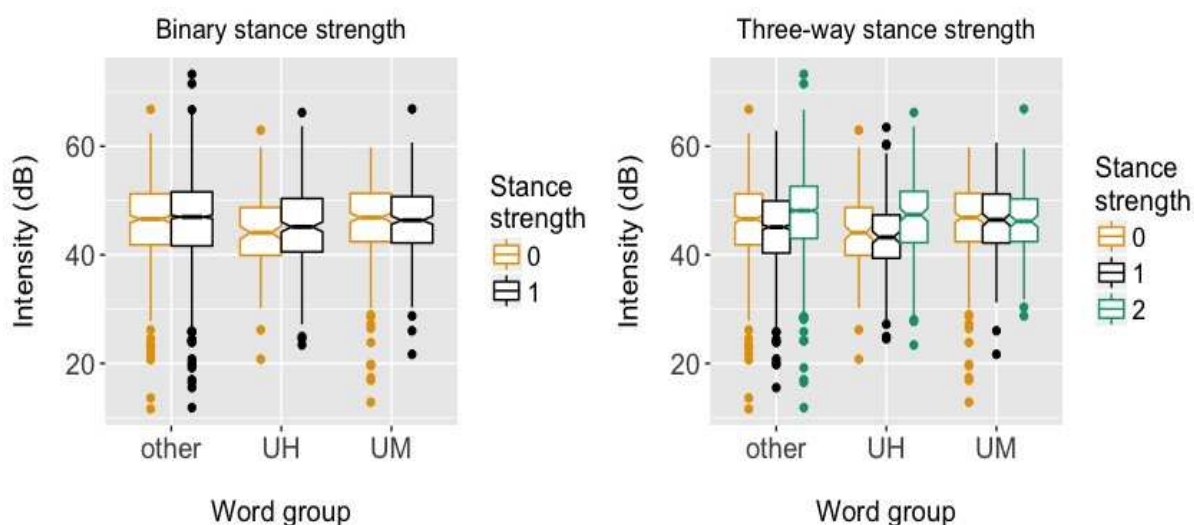 Binary stance strength
Intensity (dB)
60
40
20
other UH UM
Word group
Stance
strength
0
1
Three-way stance strength
Intensity (dB)
60
40
20
other UH UM
Word group
Stance
strength
0
1
2